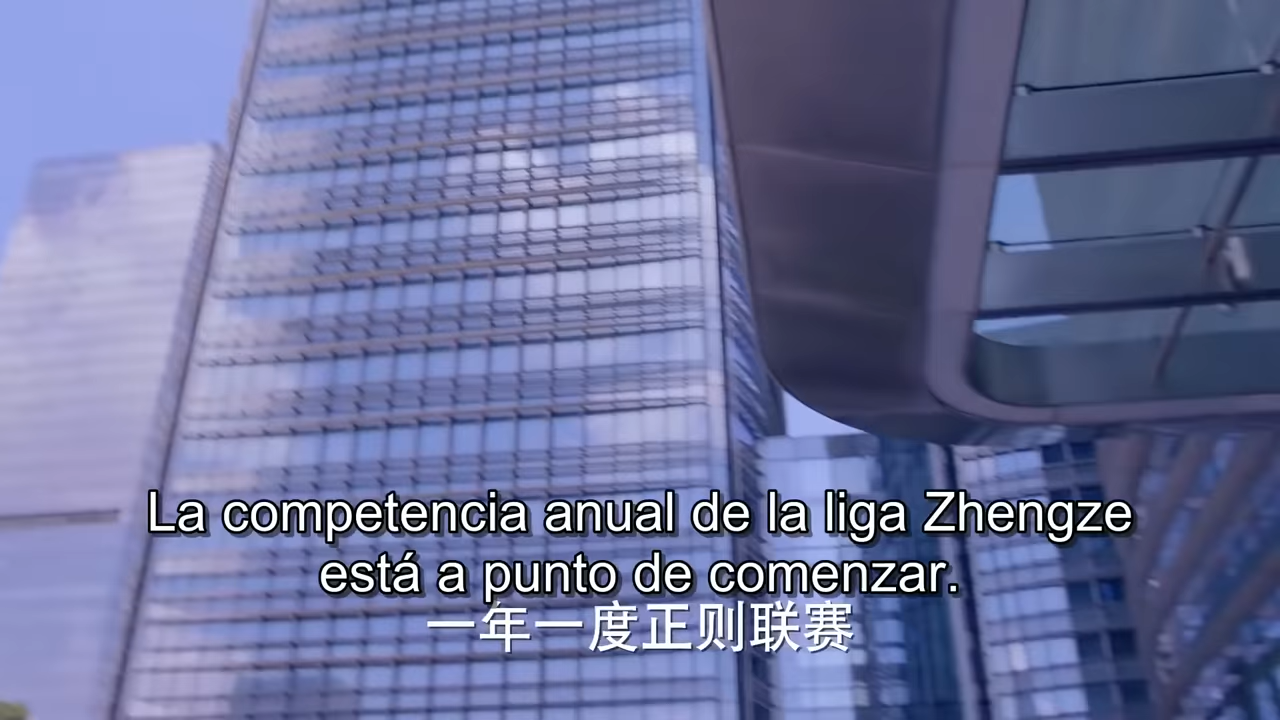 La competencia anual de la liga Zhengze
está a punto de comenzar.
一年一度正则联赛